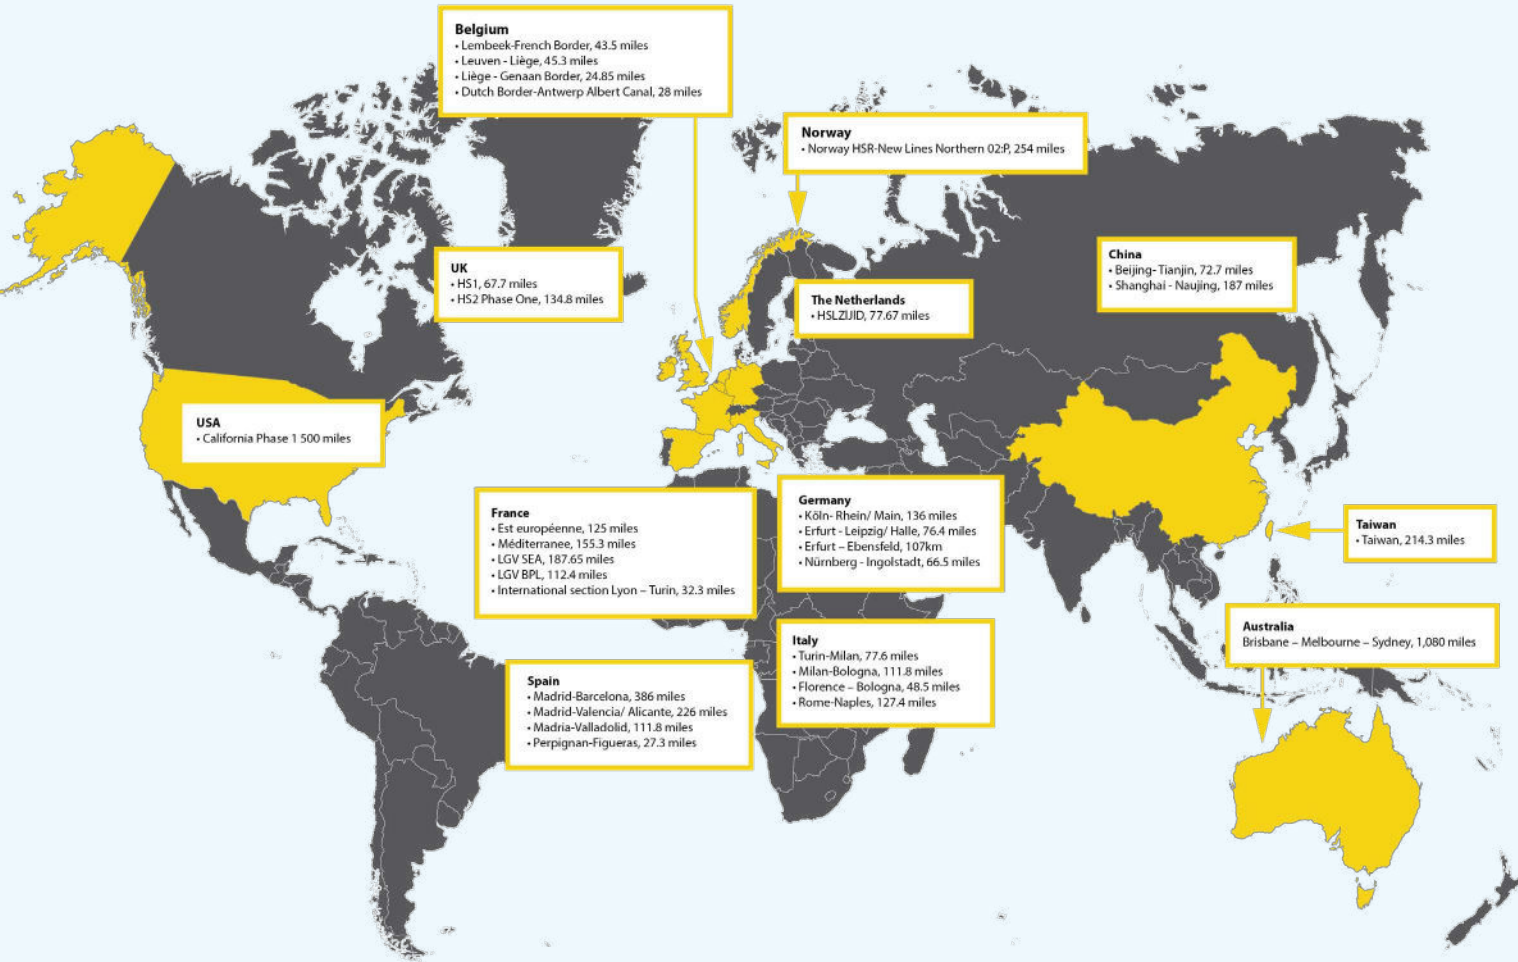 Belgium
• Lembeek-French Border, 43.5 miles
• Leuven - Liège, 45.3 miles
• Liège - Genaan Border, 24.85 miles
• Dutch Border-Antwerp Albert Canal, 28 miles
Norway
• Norway HSR-New Lines Northern 02:P, 254 miles
UK
• HS1, 67.7 miles
• HS2 Phase One, 134.8 miles
The Netherlands
• HSLZIJID, 77.67 miles
China
• Beijing- Tianjin, 72.7 miles
• Shanghai - Naujing, 187 miles
USA
• California Phase 1 500 miles
France
• Est européenne, 125 miles
• Méditerranee, 155.3 miles
• LGV SEA, 187.65 miles
• LGV BPL, 112.4 miles
• International section Lyon – Turin, 32.3 miles
Germany
• Köln- Rhein/ Main, 136 miles
• Erfurt - Leipzig/ Halle, 76.4 miles
• Erfurt – Ebensfeld, 107km
• Nürnberg - Ingolstadt, 66.5 miles
Taiwan
• Taiwan, 214.3 miles
Australia
Brisbane – Melbourne – Sydney, 1,080 miles
Italy
• Turin-Milan, 77.6 miles
• Milan-Bologna, 111.8 miles
• Florence – Bologna, 48.5 miles
• Rome-Naples, 127.4 miles
Spain
• Madrid-Barcelona, 386 miles
• Madrid-Valencia/ Alicante, 226 miles
• Madria-Valladolid, 111.8 miles
• Perpignan-Figueras, 27.3 miles